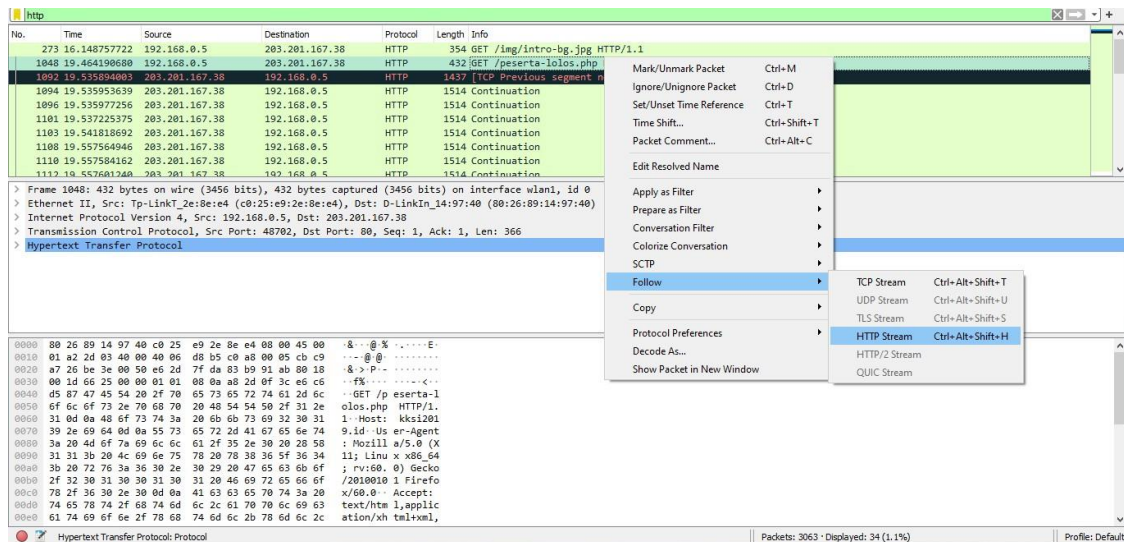 http
No. Time Source Destination Protocol Length Info
273 16.148757722 192.168.0.5 203.201.167.38 HTTP 354 GET /img/intro-bg.jpg HTTP/1.1
1048 19.464190680 192.168.0.5 203.201.167.38 HTTP 432 GET /peserta-lolos.php
1092 19.535894003 203.201.167.38 192.168.0.5 HTTP 1437 [TCP Previous segment n
1094 19.535953639 203.201.167.38 192.168.0.5 HTTP 1514 Continuation
1096 19.535977256 203.201.167.38 192.168.0.5 HTTP 1514 Continuation
1101 19.537225375 203.201.167.38 192.168.0.5 HTTP 1514 Continuation
1103 19.541818692 203.201.167.38 192.168.0.5 HTTP 1514 Continuation
1108 19.557564946 203.201.167.38 192.168.0.5 HTTP 1514 Continuation
1110 19.557584162 203.201.167.38 192.168.0.5 HTTP 1514 Continuation
1112 19.557601240 203.201.167.38 192.168.0.5 HTTP 1514 Continuation
Mark/Unmark Packet Ctrl+M
Ignore/Unignore Packet Ctrl+D
Set/Unset Time Reference Ctrl+T
Time Shift... Ctrl+Shift+T
Packet Comment... Ctrl+Alt+C
Edit Resolved Name
Apply as Filter
Prepare as Filter
Conversation Filter
Colorize Conversation
SCTP
Follow
Copy
Protocol Preferences
Decode As...
Show Packet in New Window
TCP Stream Ctrl+Alt+Shift+T
UDP Stream Ctrl+Alt+Shift+U
TLS Stream Ctrl+Alt+Shift+S
HTTP Stream Ctrl+Alt+Shift+H
HTTP/2 Stream
QUIC Stream
> Frame 1048: 432 bytes on wire (3456 bits), 432 bytes captured (3456 bits) on interface wlan1, id 0
> Ethernet II, Src: Tp-LinkT_2e:8e:e4 (c0:25:e9:2e:8e:e4), Dst: D-LinkIn_14:97:40 (80:26:89:14:97:40)
> Internet Protocol Version 4, Src: 192.168.0.5, Dst: 203.201.167.38
> Transmission Control Protocol, Src Port: 48702, Dst Port: 80, Seq: 1, Ack: 1, Len: 366
> Hypertext Transfer Protocol
0000 80 26 89 14 97 40 c0 25 e9 2e 8e e4 08 00 45 00 ·&···@·% ·.····E·
0010 01 a2 2d 03 40 00 40 06 d8 b5 c0 a8 00 05 cb c9 ··-·@·@· ········
0020 a7 26 be 3e 00 50 e6 2d 7f da 83 b9 91 ab 80 18 ·&·>·P·- ········
0030 00 1d 66 25 00 00 01 01 08 0a a8 2d 0f 3c e6 c6 ··f%···· ···-·<··
0040 d5 87 47 45 54 20 2f 70 65 73 65 72 74 61 2d 6c ··GET /p eserta-l
0050 6f 6c 6f 73 2e 70 68 70 20 48 54 54 50 2f 31 2e olos.php HTTP/1.
0060 31 0d 0a 48 6f 73 74 3a 20 6b 6b 73 69 32 30 31 1··Host: kksi201
0070 39 2e 69 64 0d 0a 55 73 65 72 2d 41 67 65 6e 74 9.id··Us er-Agent
0080 3a 20 4d 6f 7a 69 6c 6c 61 2f 35 2e 30 20 28 58 : Mozill a/5.0 (X
0090 31 31 3b 20 4c 69 6e 75 78 20 78 38 36 5f 36 34 11; Linu x x86_64
00a0 3b 20 72 76 3a 36 30 2e 30 29 20 47 65 63 6b 6f ; rv:60. 0) Gecko
00b0 2f 32 30 31 30 30 31 30 31 20 46 69 72 65 66 6f /2010010 1 Firefo
00c0 78 2f 36 30 2e 30 0d 0a 41 63 63 65 70 74 3a 20 x/60.0·· Accept:
00d0 74 65 78 74 2f 68 74 6d 6c 2c 61 70 70 6c 69 63 text/htm l,applic
00e0 61 74 69 6f 6e 2f 78 68 74 6d 6c 2b 78 6d 6c 2c ation/xh tml+xml,
Hypertext Transfer Protocol: Protocol Packets: 3063 · Displayed: 34 (1.1%) Profile: Default